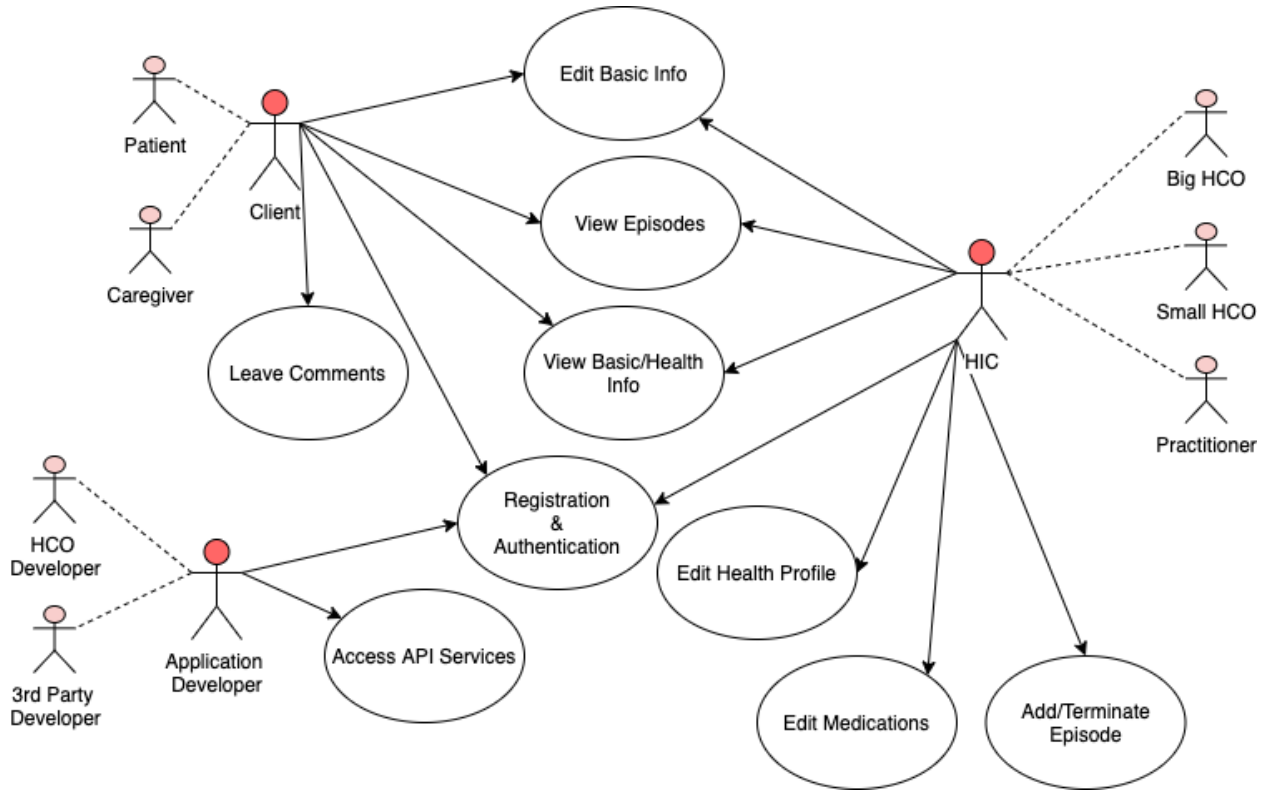 Edit Basic Info
Patient
Big HCO
Client
View Episodes
Caregiver
Small HCO
HIC
View Basic/Health
Info
Leave Comments
Practitioner
Registration
&
Authentication
HCO
Developer
Edit Health Profile
Access API Services
Application
Developer
3rd Party
Developer
Edit Medications
Add/Terminate
Episode